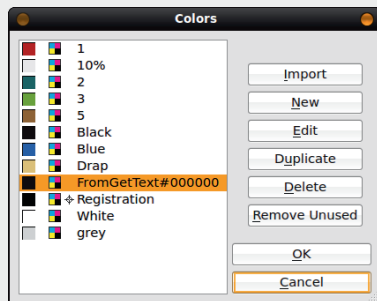 Colors
1
10%
2
3
5
Black
Blue
Drap
FromGetText#000000
Registration
White
grey
Import
New
Edit
Duplicate
Delete
Remove Unused
OK
Cancel